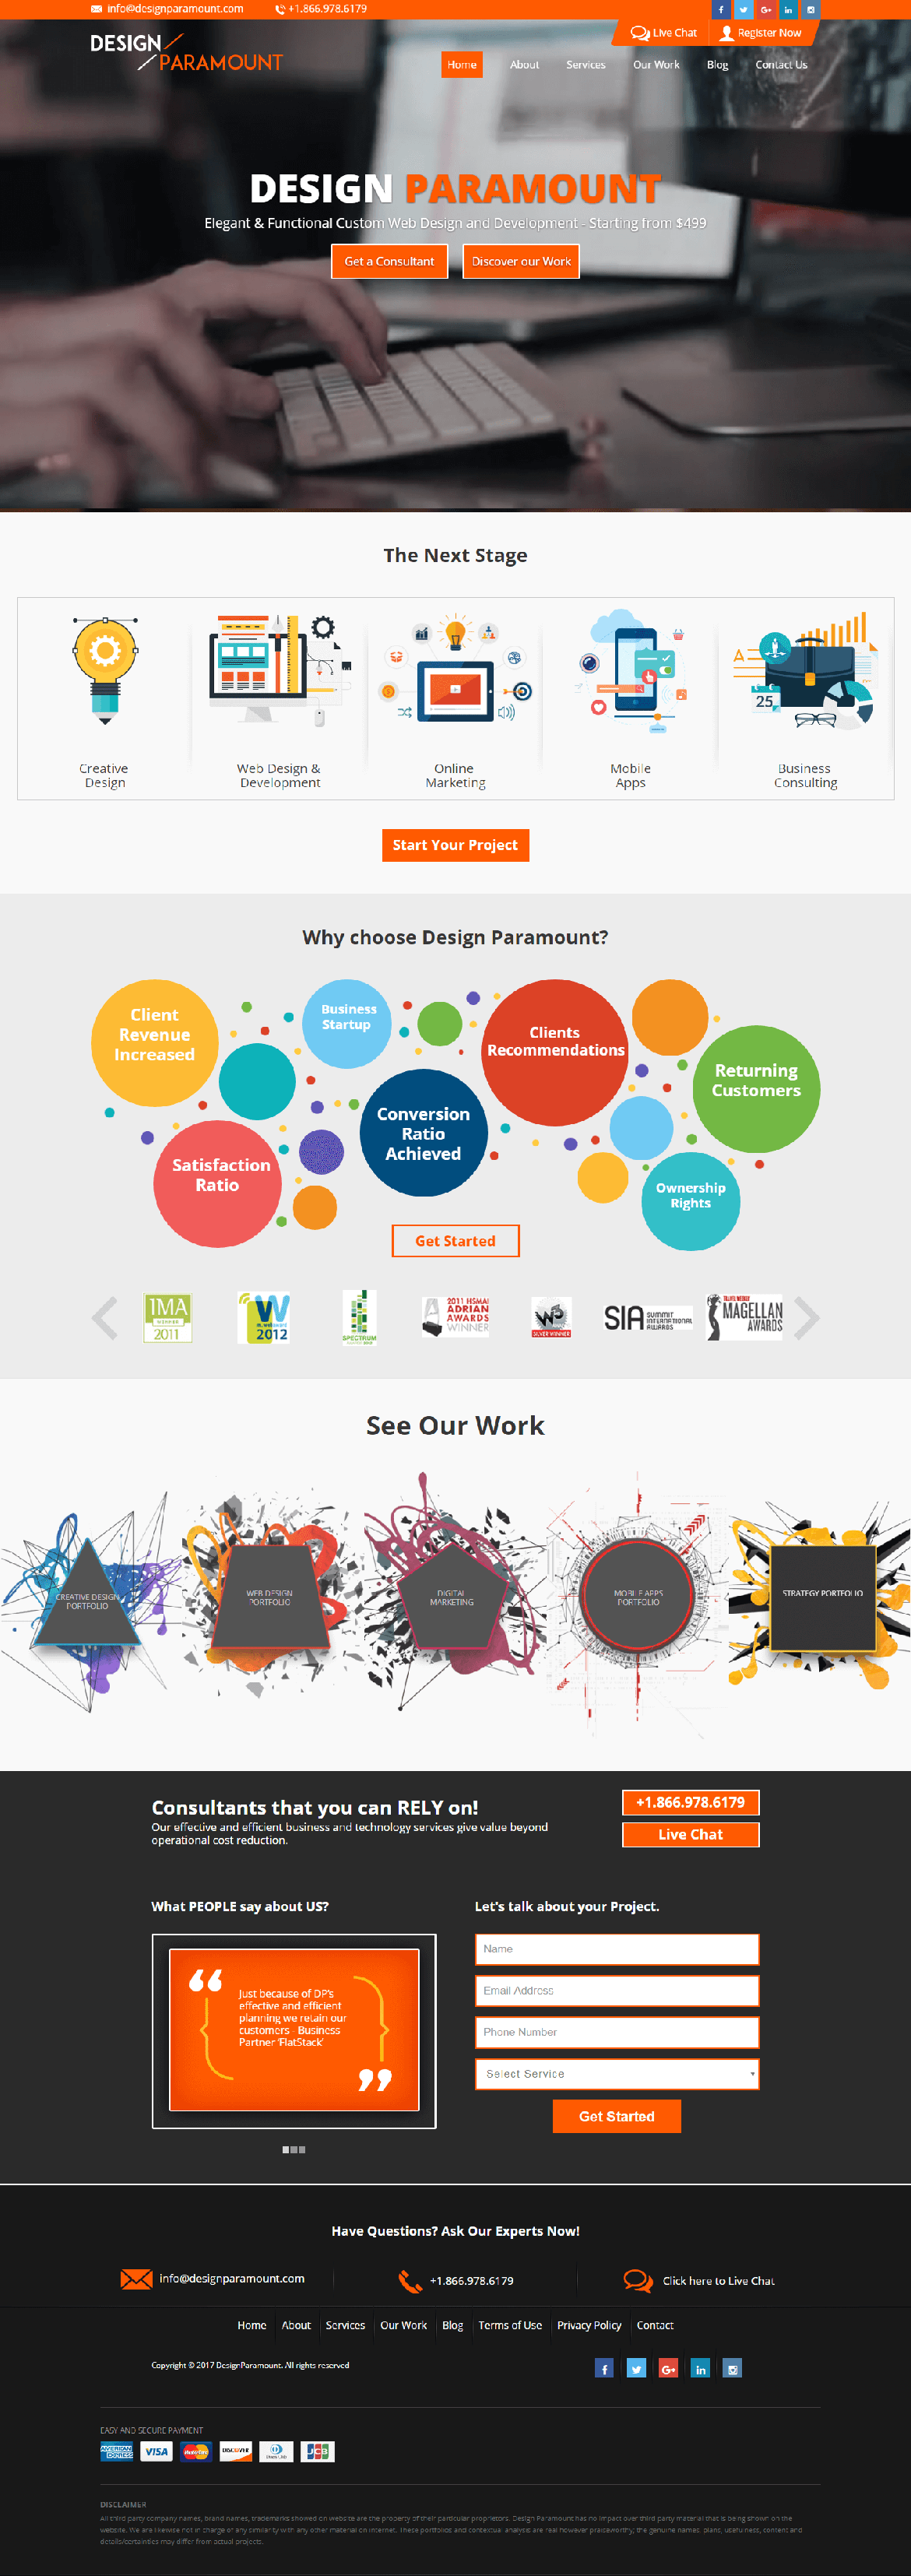 info@designparamount.com
+1.866.978.6179
Live Chat
Register Now
DESIGN
PARAMOUNT
Home
About
Services
Our Work
Blog
Contact Us
DESIGN PARAMOUNT
Elegant & Functional Custom Web Design and Development - Starting from $499
Get a Consultant
Discover our Work
The Next Stage
25
Creative
Design
Web Design &
Development
Online
Marketing
Mobile
Apps
Business
Consulting
Start Your Project
Why choose Design Paramount?
Client
Revenue
Increased
Business
Startup
Clients
Recommendations
Returning
Customers
Conversion
Ratio
Achieved
Satisfaction
Ratio
Ownership
Rights
Get Started
IMA
MEMBER
2011
W
2012
SPECTRUM
2011 HSMAI
ADRIAN
AWARDS
WINNER
W3
SILVER WINNER
SIA
SUMMIT
INTERNATIONAL
AWARDS
TRAVEL WEEKLY
MAGELLAN
AWARDS
See Our Work
CREATIVE DESIGN
PORTFOLIO
WEB DESIGN
PORTFOLIO
DIGITAL
MARKETING
MOBILE APPS
PORTFOLIO
STRATEGY PORTFOLIO
Consultants that you can RELY on!
Our effective and efficient business and technology services give value beyond
operational cost reduction.
+1.866.978.6179
Live Chat
What PEOPLE say about US?
Just because of DP's
effective and efficient
planning we retain our
customers - Business
Partner 'FlatStack'
Let's talk about your Project.
Name
Email Address
Phone Number
Select Service
Get Started
Have Questions? Ask Our Experts Now!
info@designparamount.com
+1.866.978.6179
Click here to Live Chat
Home
About
Services
Our Work
Blog
Terms of Use
Privacy Policy
Contact
Copyright © 2017 DesignParamount. All rights reserved
EASY AND SECURE PAYMENT
AMERICAN EXPRESS
VISA
MasterCard
DISCOVER
Diners Club
JCB
DISCLAIMER
All third party company names, brand names, trademarks showed on website are the property of their particular proprietors. Design Paramount has no impact over third party material that is being shown on the
website. We are likewise not in charge of any similarity with any other material on internet. These portfolios and contextual analysis are real however praiseworthy; the genuine names, plans, usefulness, content and
details/certainties may differ from actual projects.